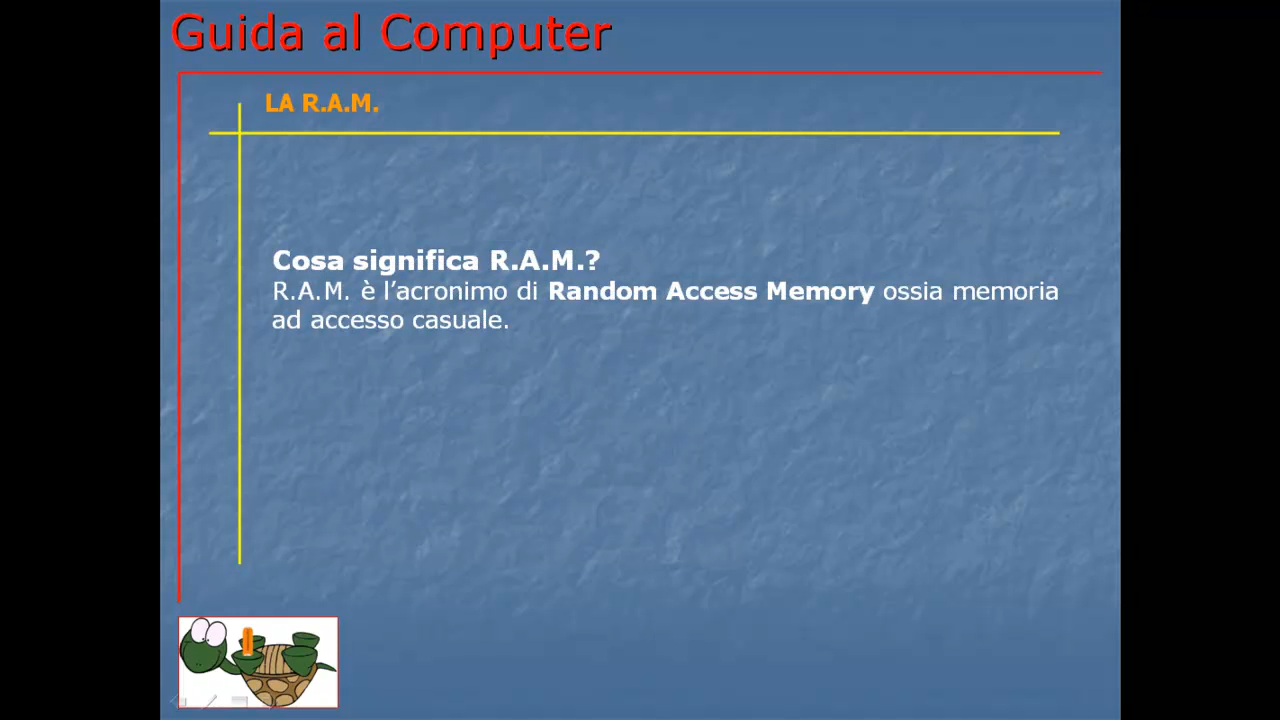 Guida al Computer
LA R.A.M.
Cosa significa R.A.M.?
R.A.M. è l’acronimo di Random Access Memory ossia memoria
ad accesso casuale.